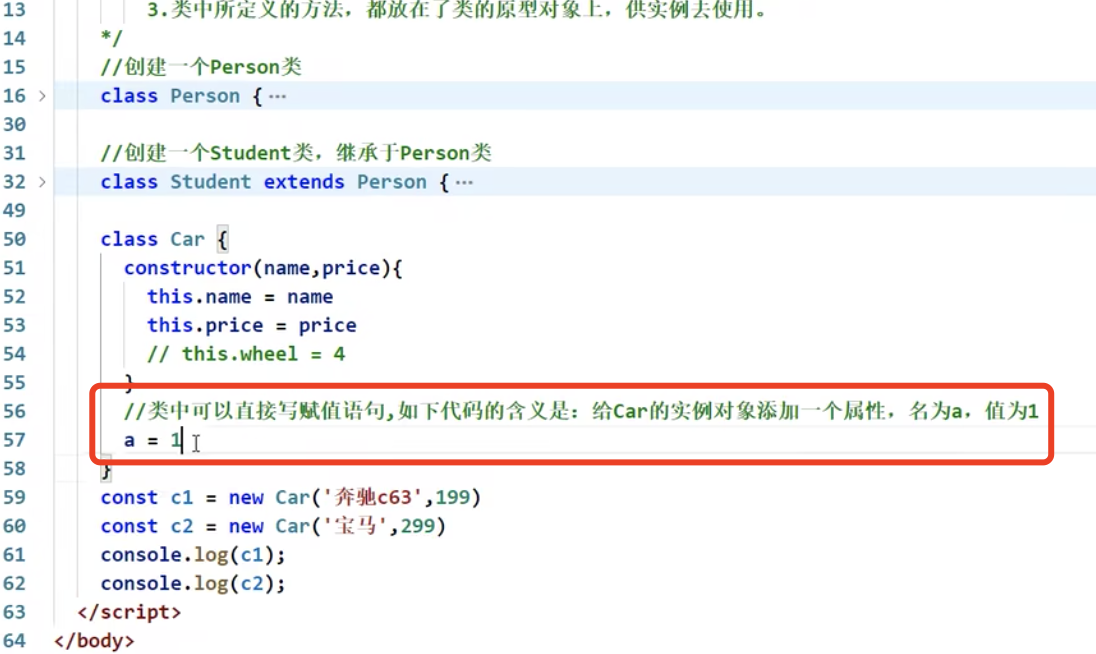 13 3.类中所定义的方法，都放在了类的原型对象上，供实例去使用。
14 */
15 //创建一个Person类
16 > class Person { ···
30
31 //创建一个Student类，继承于Person类
32 > class Student extends Person { ···
49
50 class Car {
51 constructor(name,price){
52 this.name = name
53 this.price = price
54 // this.wheel = 4
55 }
56 //类中可以直接写赋值语句,如下代码的含义是：给Car的实例对象添加一个属性，名为a，值为1
57 a = 1
58 }
59 const c1 = new Car('奔驰c63',199)
60 const c2 = new Car('宝马',299)
61 console.log(c1);
62 console.log(c2);
63 </script>
64 </body>